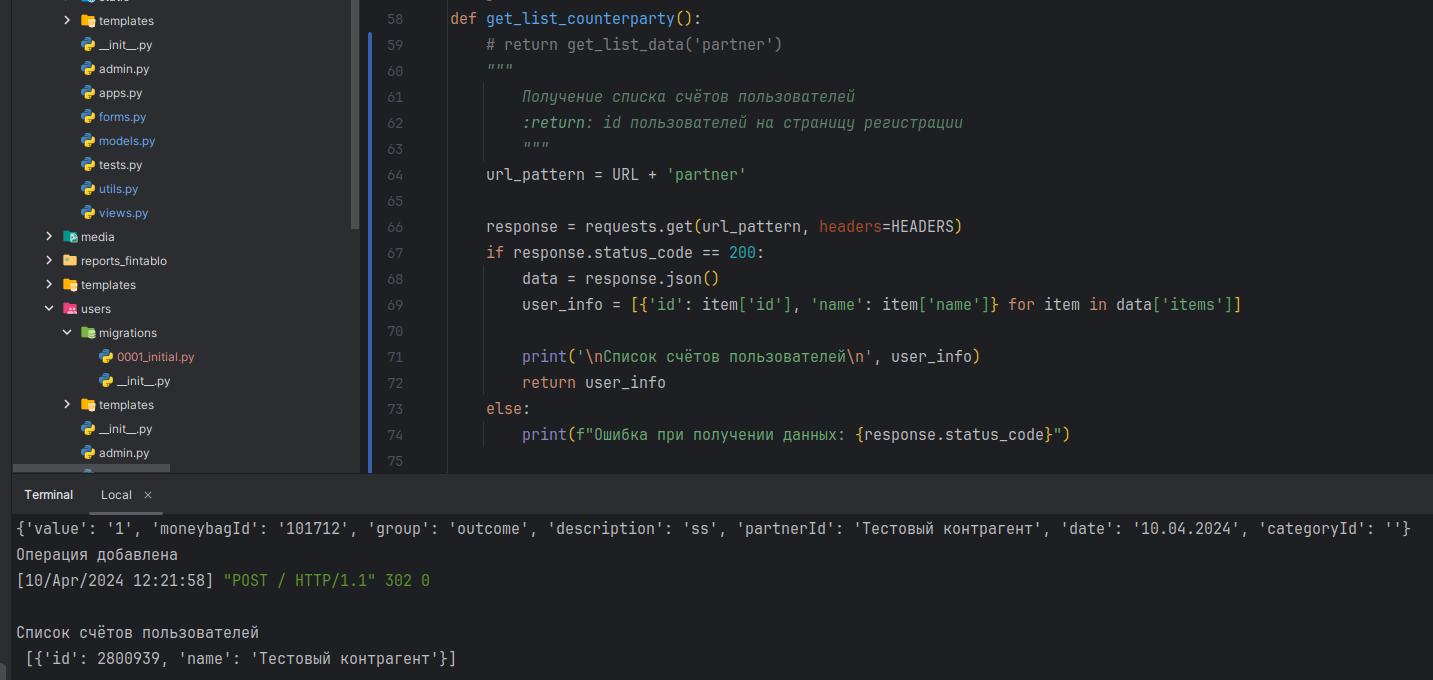 templates
__init__.py
admin.py
apps.py
forms.py
models.py
tests.py
utils.py
views.py
media
reports_fintablo
templates
users
migrations
0001_initial.py
__init__.py
templates
__init__.py
admin.py
58 def get_list_counterparty():
59 # return get_list_data('partner')
60 """
61 Получение списка счётов пользователей
62 :return: id пользователей на страницу регистрации
63 """
64 url_pattern = URL + 'partner'
65
66 response = requests.get(url_pattern, headers=HEADERS)
67 if response.status_code == 200:
68 data = response.json()
69 user_info = [{'id': item['id'], 'name': item['name']} for item in data['items']]
70
71 print('\nСписок счётов пользователей\n', user_info)
72 return user_info
73 else:
74 print(f"Ошибка при получении данных: {response.status_code}")
75
Terminal Local ×
{'value': '1', 'moneybagId': '101712', 'group': 'outcome', 'description': 'ss', 'partnerId': 'Тестовый контрагент', 'date': '10.04.2024', 'categoryId': ''}
Операция добавлена
[10/Apr/2024 12:21:58] "POST / HTTP/1.1" 302 0
Список счётов пользователей
[{'id': 2800939, 'name': 'Тестовый контрагент'}]